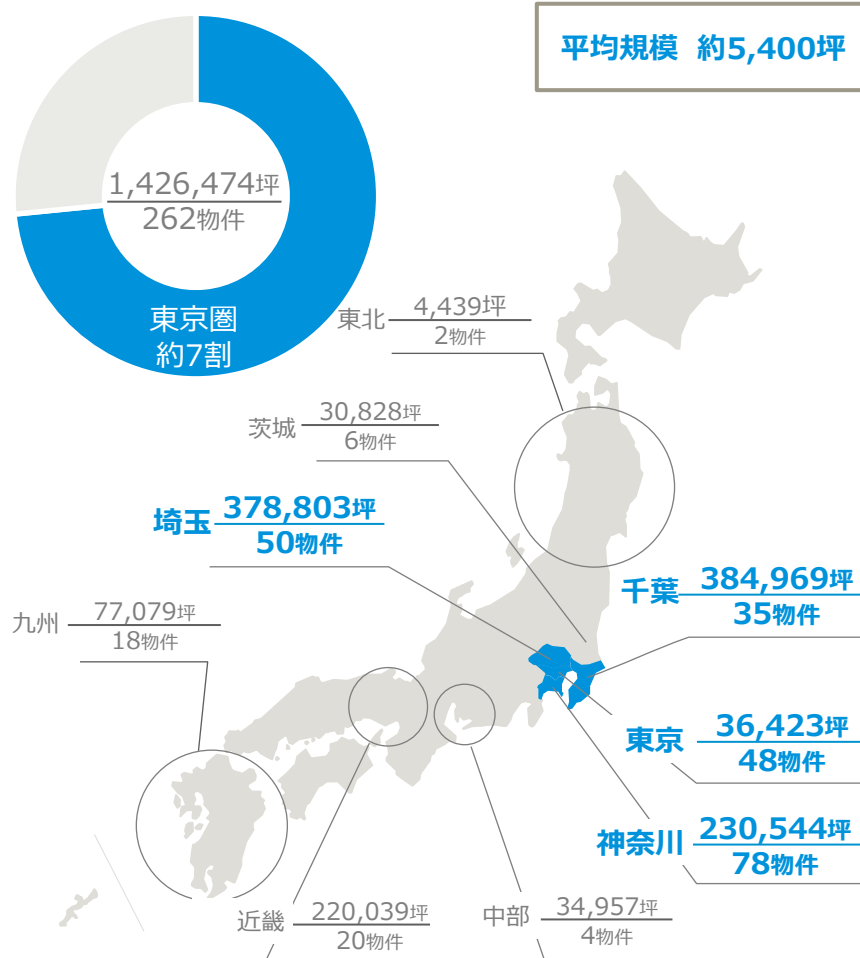 平均規模 約5,400坪
1,426,474坪
262物件
東京圏
約7割
東北
4,439坪
2物件
茨城
30,828坪
6物件
埼玉
378,803坪
50物件
千葉
384,969坪
35物件
九州
77,079坪
18物件
東京
36,423坪
48物件
神奈川
230,544坪
78物件
近畿
220,039坪
20物件
中部
34,957坪
4物件